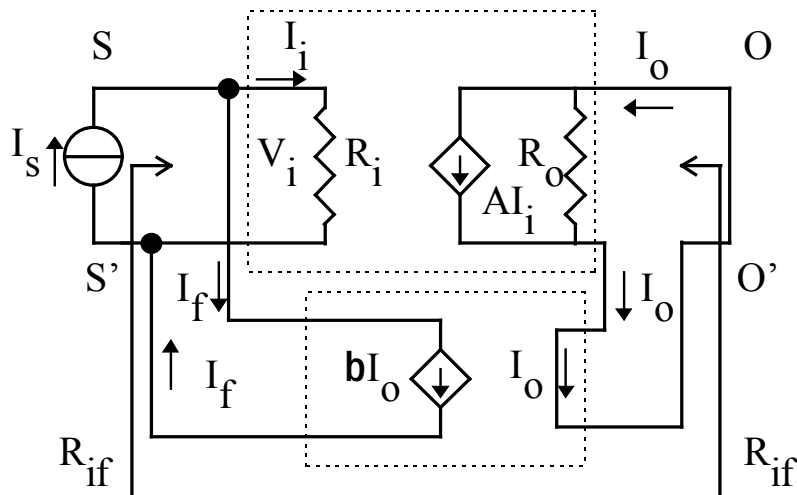 S
I_i
I_o
O
I_s
V_i
R_i
R_o
AI_i
S'
O'
I_f
I_o
bI_o
I_o
I_f
R_if
R_if